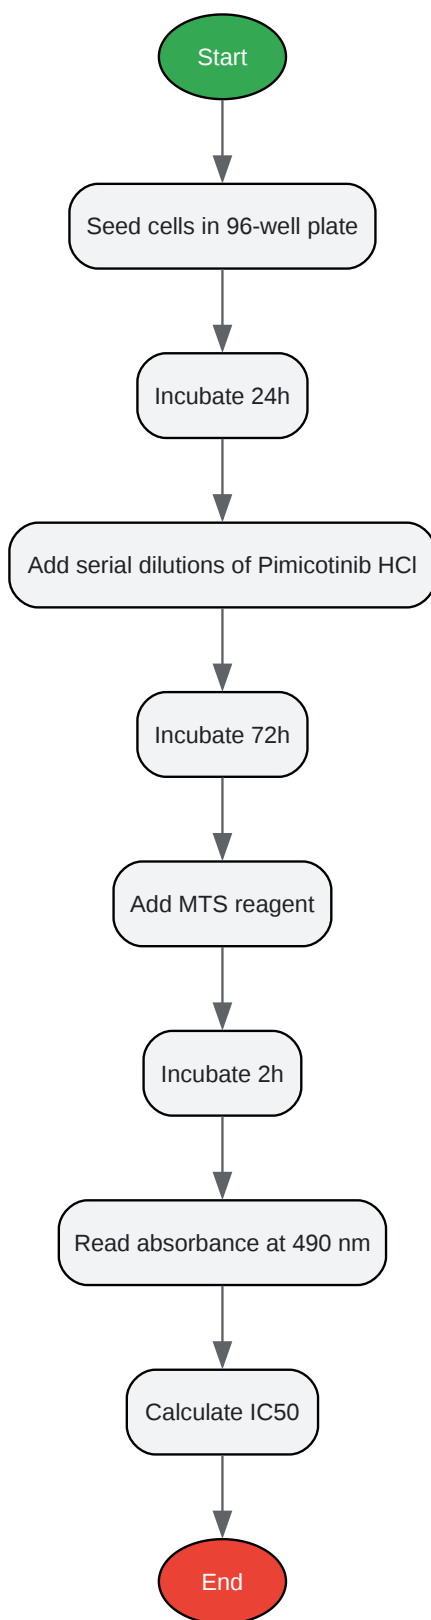 Start
Seed cells in 96-well plate
Incubate 24h
Add serial dilutions of Pimicotinib HCl
Incubate 72h
Add MTS reagent
Incubate 2h
Read absorbance at 490 nm
Calculate IC50
End